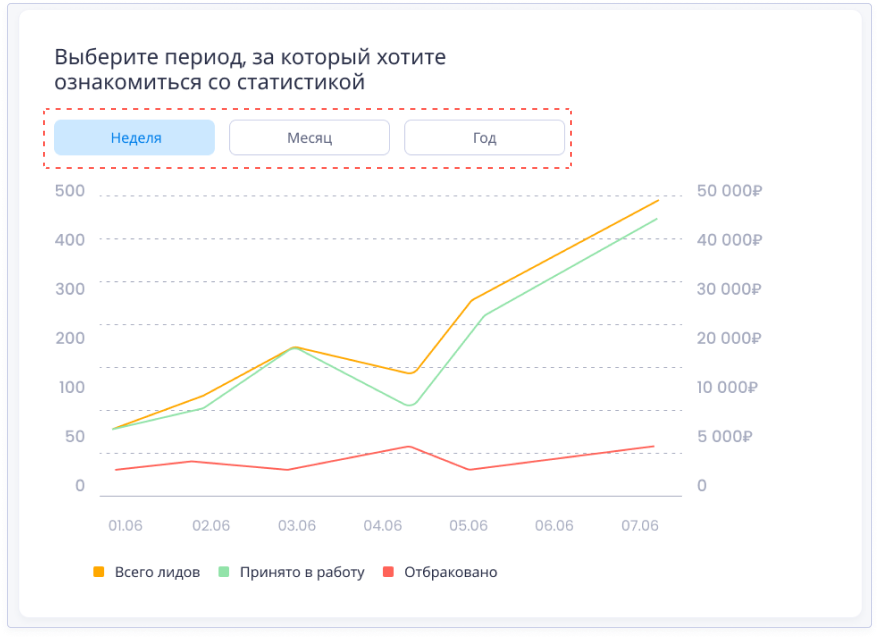 Выберите период, за который хотите
ознакомиться со статистикой
Неделя Месяц Год
500 50 000₽
400 40 000₽
300 30 000₽
200 20 000₽
100 10 000₽
50 5 000₽
0 0
01.06 02.06 03.06 04.06 05.06 06.06 07.06
Всего лидов Принято в работу Отбраковано